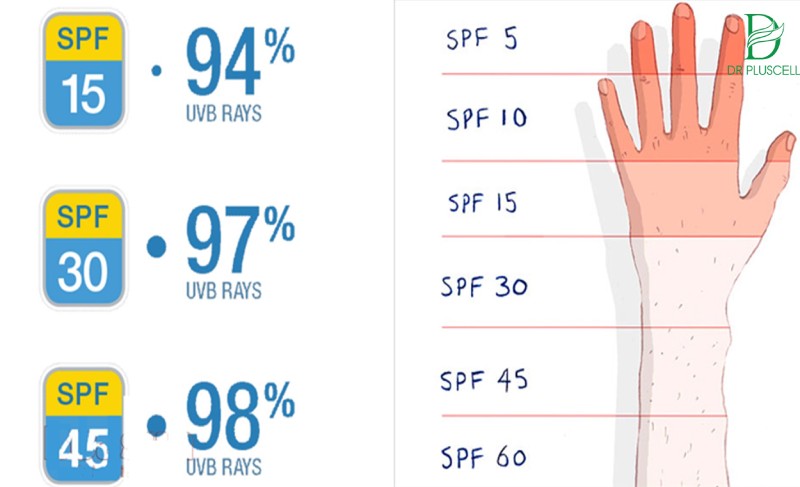 SPF
15
94%
UVB RAYS
SPF
30
97%
UVB RAYS
SPF
45
98%
UVB RAYS
SPF 5
SPF 10
SPF 15
SPF 30
SPF 45
SPF 60
DR PLUSCELL